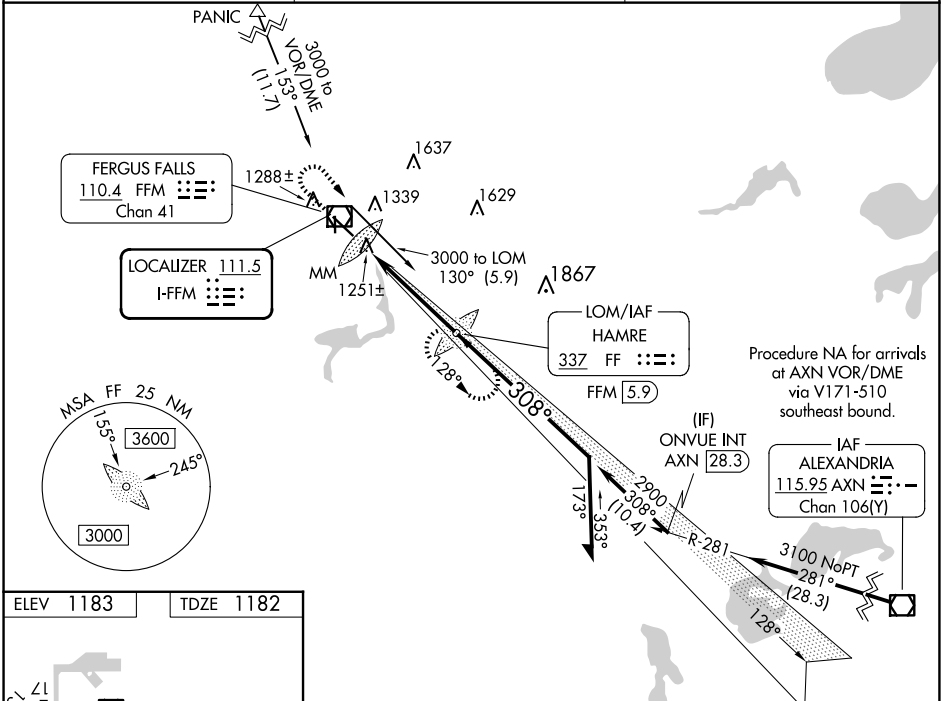 PANIC
3000 to
VOR/DME
153°
(11.7)
1637
FERGUS FALLS
110.4 FFM
Chan 41
1288±
1339
1629
LOCALIZER 111.5
I-FFM
MM
1251±
3000 to LOM
130° (5.9)
1867
LOM/IAF
HAMRE
337 FF
FFM 5.9
128°
308°
Procedure NA for arrivals
at AXN VOR/DME
via V171-510
southeast bound.
(IF)
ONVUE INT
AXN 28.3
IAF
ALEXANDRIA
115.95 AXN
Chan 106(Y)
MSA FF 25 NM
155°
3600
245°
3000
2900
308°
(10.4)
173°
353°
R-281
3100 NoPT
281°
(28.3)
128°
ELEV 1183
TDZE 1182
17